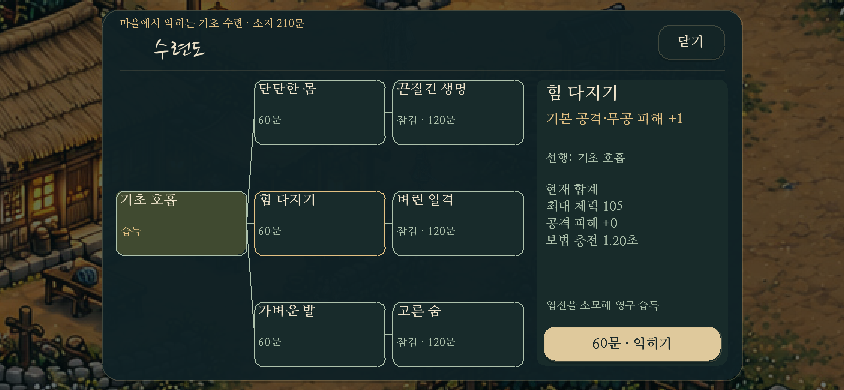 마을에서 익히는 기초 수련 · 소지 210문
수련도
닫기
기초 호흡
습득
단단한 몸
60문
끈질긴 생명
잠김 · 120문
힘 다지기
60문
벼린 일격
잠김 · 120문
가벼운 발
60문
고른 숨
잠김 · 120문
힘 다지기
기본 공격·무공 피해 +1
선행: 기초 호흡
현재 합계
최대 체력 105
공격 피해 +0
보법 충전 1.20초
엽전을 소모해 영구 습득
60문 · 익히기